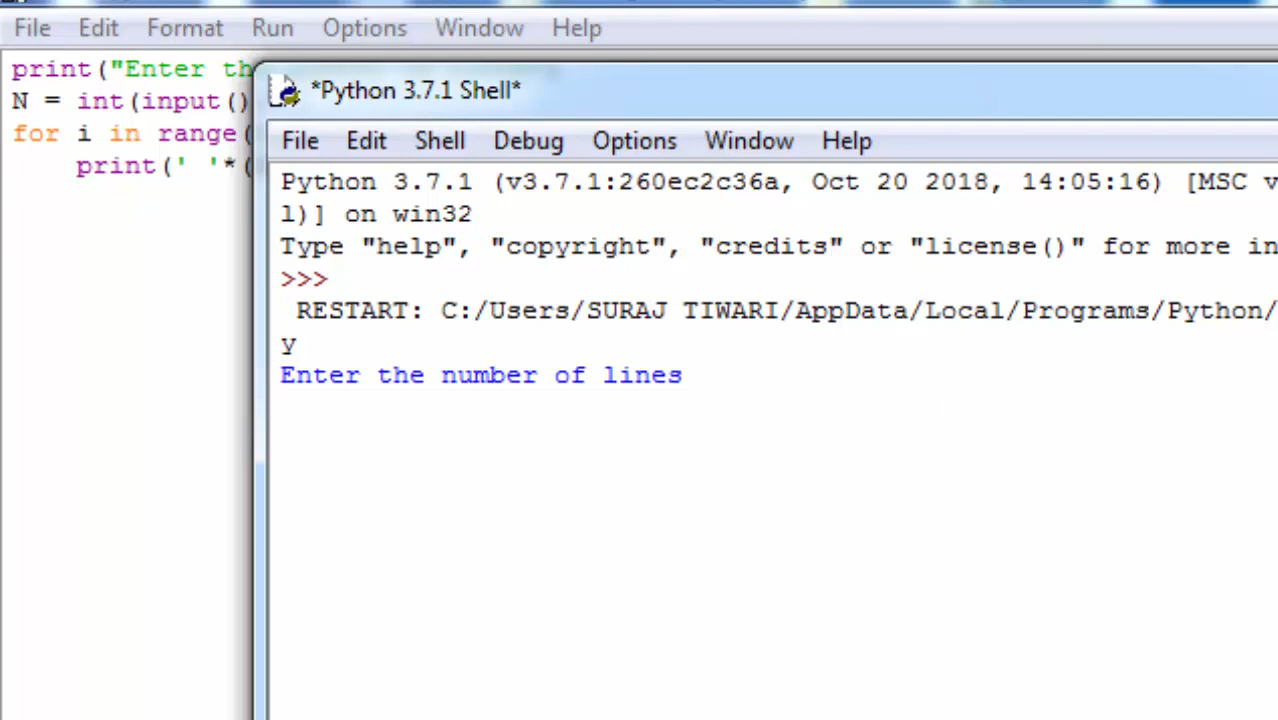 File Edit Format Run Options Window Help
print("Enter th
N = int(input()
for i in range(
    print(' '*(
*Python 3.7.1 Shell*
File Edit Shell Debug Options Window Help
Python 3.7.1 (v3.7.1:260ec2c36a, Oct 20 2018, 14:05:16) [MSC v
l)] on win32
Type "help", "copyright", "credits" or "license()" for more in
>>>
 RESTART: C:/Users/SURAJ TIWARI/AppData/Local/Programs/Python/
y
Enter the number of lines